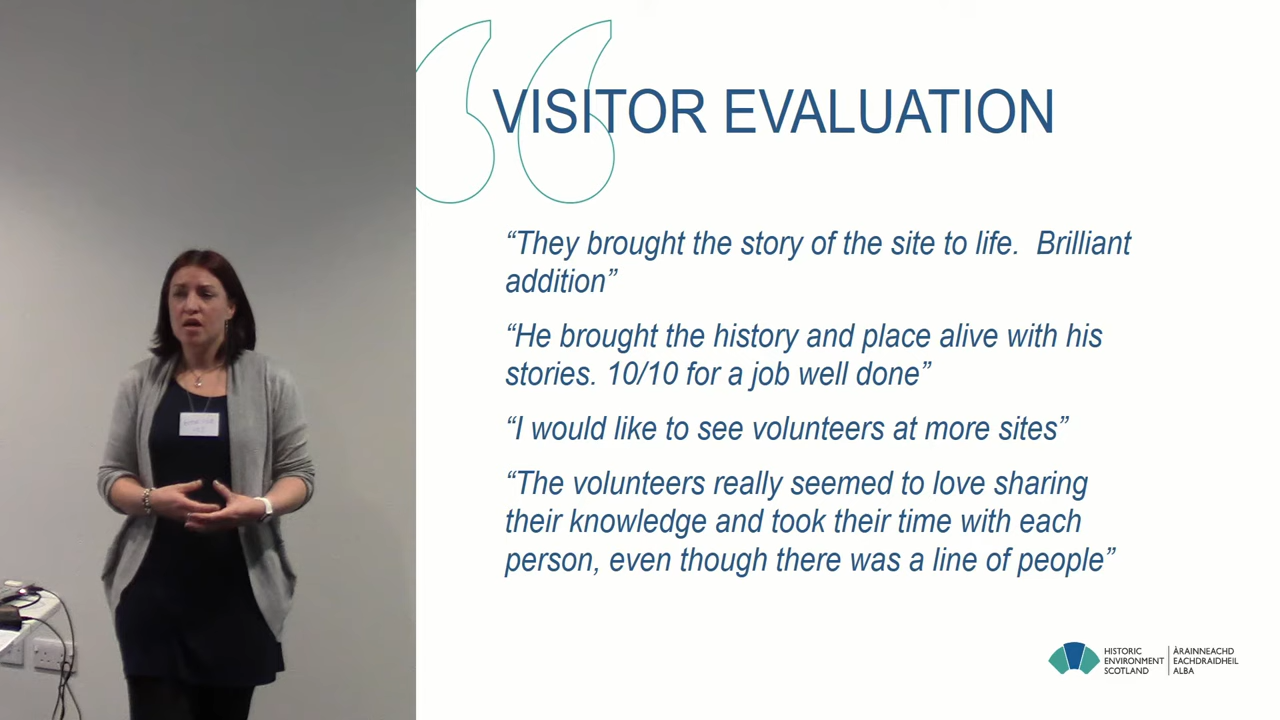 VISITOR EVALUATION
“They brought the story of the site to life.  Brilliant
addition”
“He brought the history and place alive with his
stories. 10/10 for a job well done”
“I would like to see volunteers at more sites”
“The volunteers really seemed to love sharing
their knowledge and took their time with each
person, even though there was a line of people”
HISTORIC
ENVIRONMENT
SCOTLAND
ÀRAINNEACHD
EACHDRAIDHEIL
ALBA